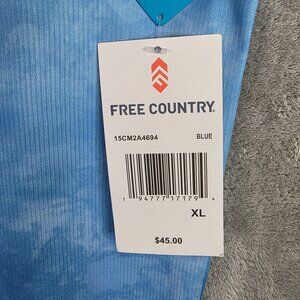 FREE COUNTRY
15CM2A4694 BLUE
1 94777 17179 4
XL
$45.00